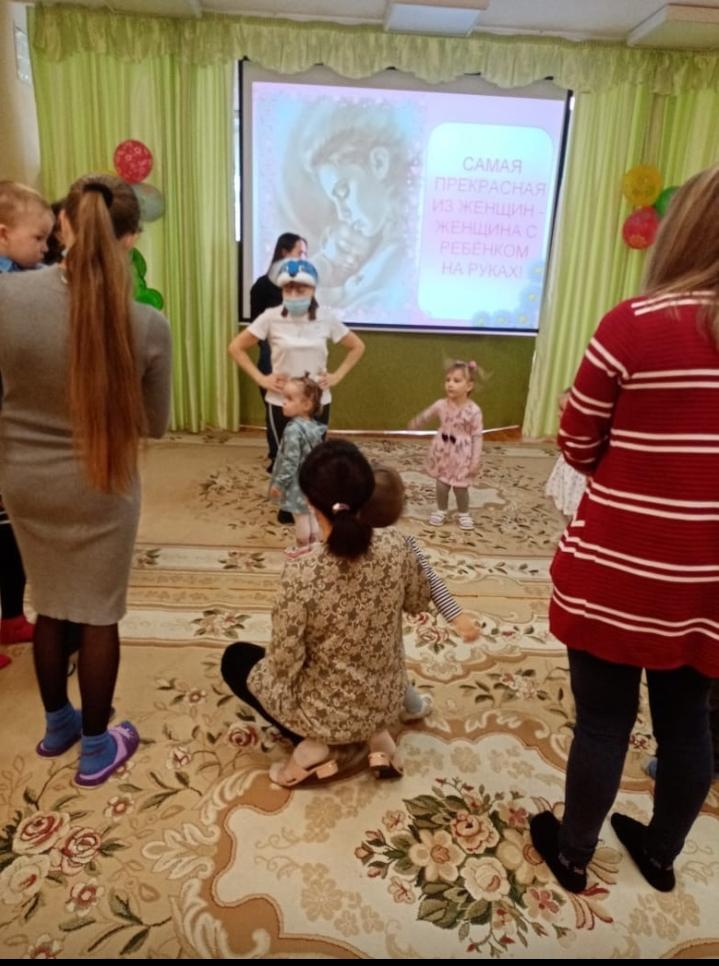 САМАЯ
ПРЕКРАСНАЯ
ИЗ ЖЕНЩИН -
ЖЕНЩИНА С
РЕБЁНКОМ
НА РУКАХ!